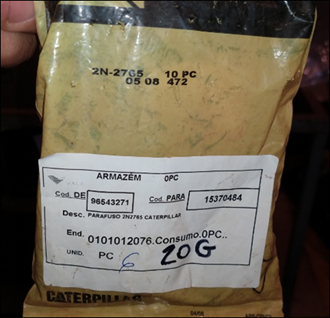 2N-2765 10 PC
05 08 472
ARMAZÉM 0PC
Cod. DE 96543271 Cod. PARA 15370484
Desc. PARAFUSO 2N2765 CATERPILLAR
End. 0101012076.Consumo.0PC..
UNID. PC 6 20G
CATERPILLAR